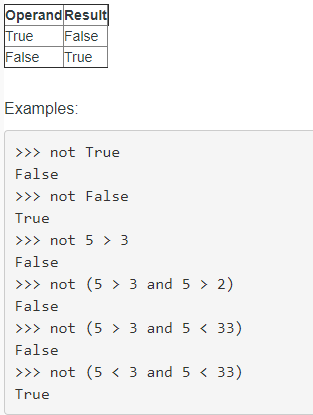 Operand Result
True False
False True
Examples:
>>> not True
False
>>> not False
True
>>> not 5 > 3
False
>>> not (5 > 3 and 5 > 2)
False
>>> not (5 > 3 and 5 < 33)
False
>>> not (5 < 3 and 5 < 33)
True